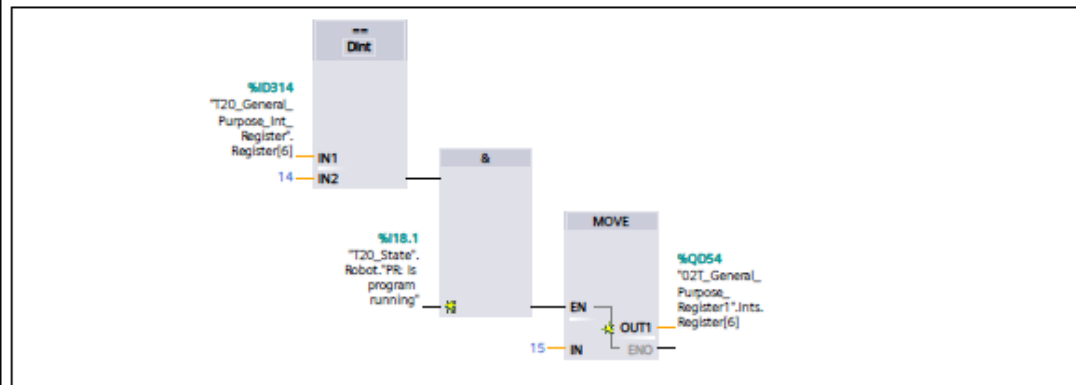 ==
DInt
%ID314
"T20_General_
Purpose_Int_
Register".
Register[6]
IN1
14
IN2
&
%I18.1
"T20_State".
Robot."PR: Is
program
running"
MOVE
EN
15
IN
OUT1
ENO
%QD54
"02T_General_
Purpose_
Register1".Ints.
Register[6]